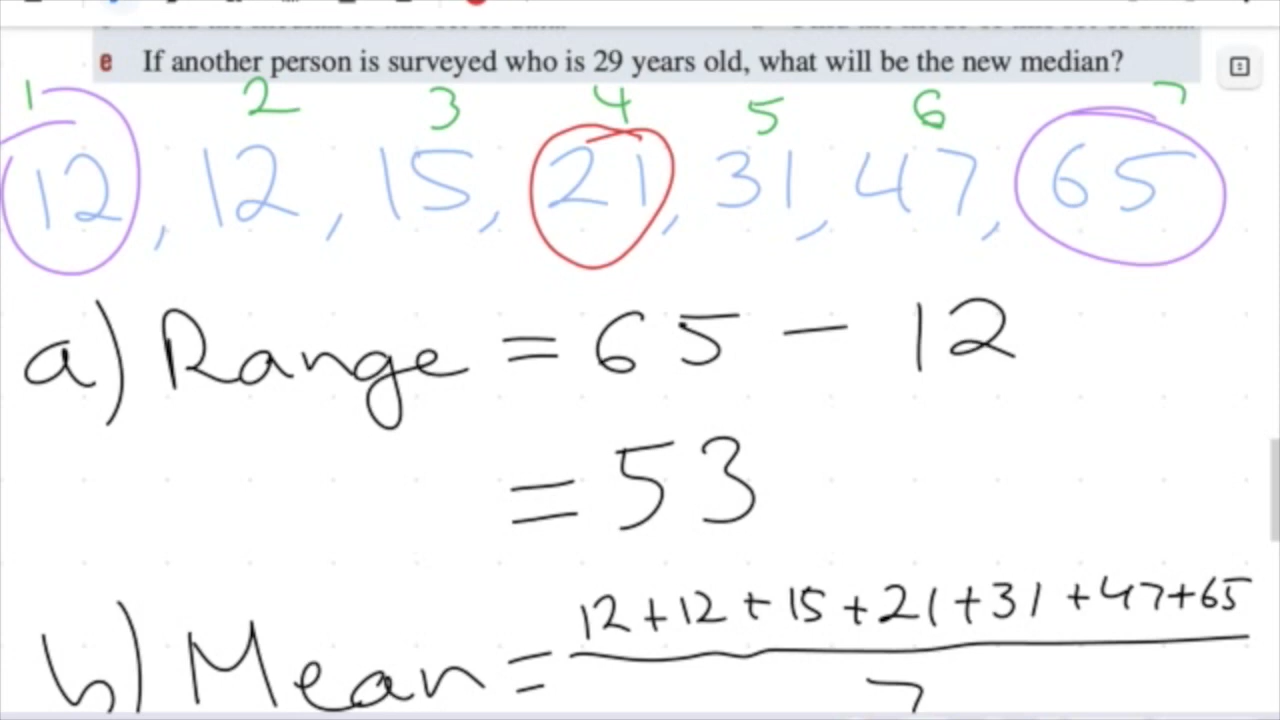 e If another person is surveyed who is 29 years old, what will be the new median?
1 2 3 4 5 6 7
12, 12, 15, 21, 31, 47, 65
a) Range = 65 - 12
= 53
12+12+15+21+31+47+65
b) Mean =
7